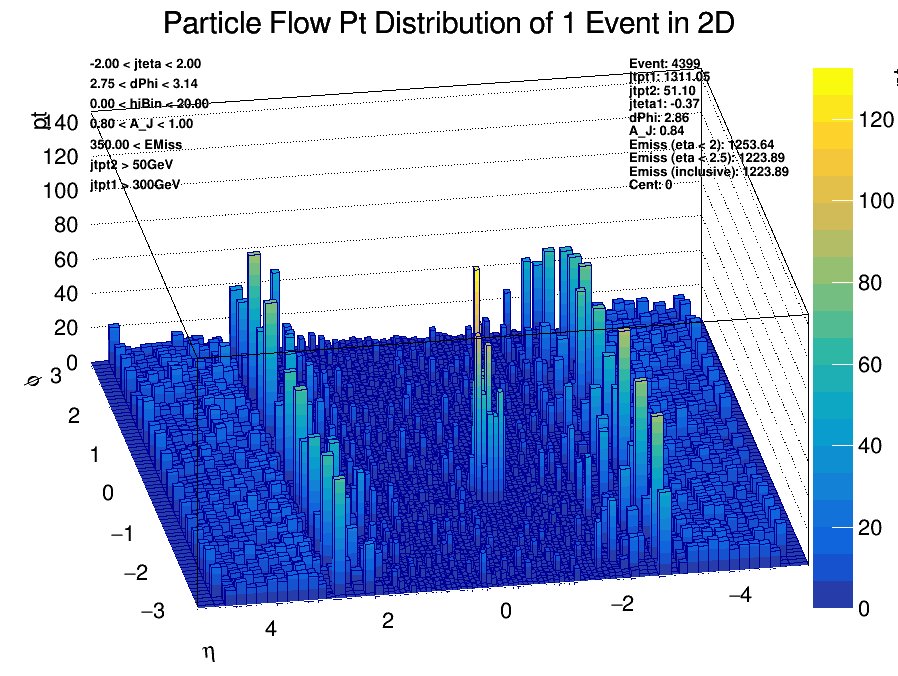 Particle Flow Pt Distribution of 1 Event in 2D
-2.00 < jteta < 2.00
2.75 < dPhi < 3.14
0.00 < hiBin < 20.00
0.80 < A_J < 1.00
350.00 < EMiss
jtpt2 > 50GeV
jtpt1 > 300GeV
Event: 4399
jtpt1: 1311.05
jtpt2: 51.10
jteta1: -0.37
dPhi: 2.86
A_J: 0.84
Emiss (eta < 2): 1253.64
Emiss (eta < 2.5): 1223.89
Emiss (inclusive): 1223.89
Cent: 0
pt
140
120
100
80
60
40
20
0
φ
3
2
1
0
−1
−2
−3
4
2
0
−2
−4
η
120
100
80
60
40
20
0